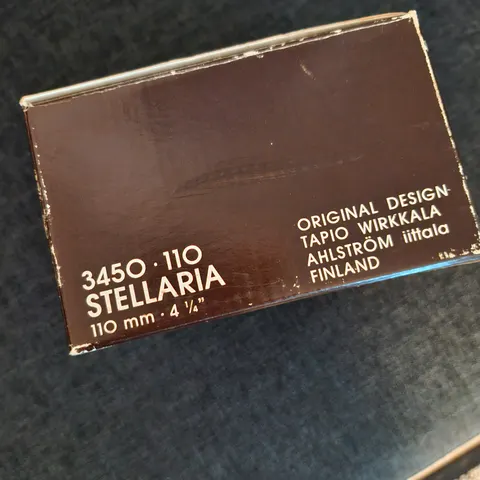 3450 · 110
STELLARIA
110 mm · 4 ¼"
ORIGINAL DESIGN
TAPIO WIRKKALA
AHLSTRÖM iittala
FINLAND